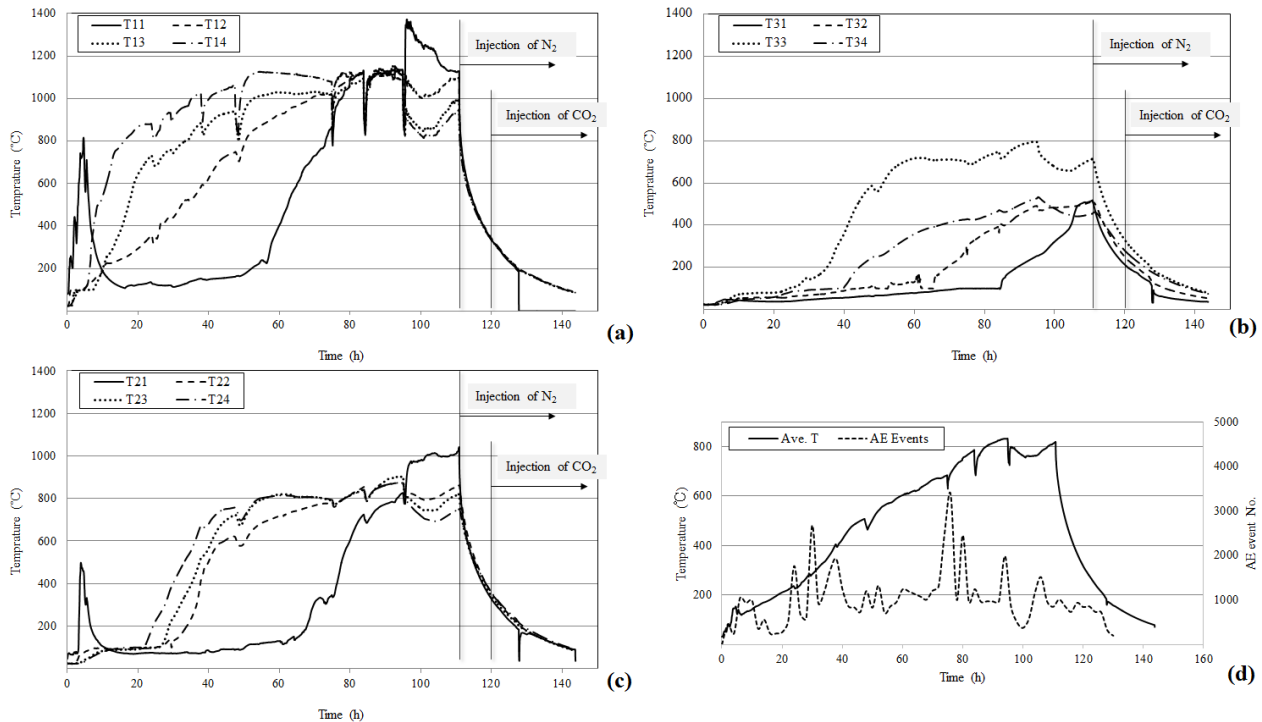 T11 T12
T13 T14
Injection of N2
Injection of CO2
1400
1200
1000
800
600
400
200
Temprature (℃)
0 20 40 60 80 100 120 140
Time (h)
(a)
T31 T32
T33 T34
Injection of N2
Injection of CO2
1400
1200
1000
800
600
400
200
Temprature (℃)
0 20 40 60 80 100 120 140
Time (h)
(b)
T21 T22
T23 T24
Injection of N2
Injection of CO2
1400
1200
1000
800
600
400
200
Temprature (℃)
0 20 40 60 80 100 120 140
Time (h)
(c)
Ave. T AE Events
800
600
400
200
Temperature (℃)
5000
4000
3000
2000
1000
AE event No.
0 20 40 60 80 100 120 140 160
Time (h)
(d)